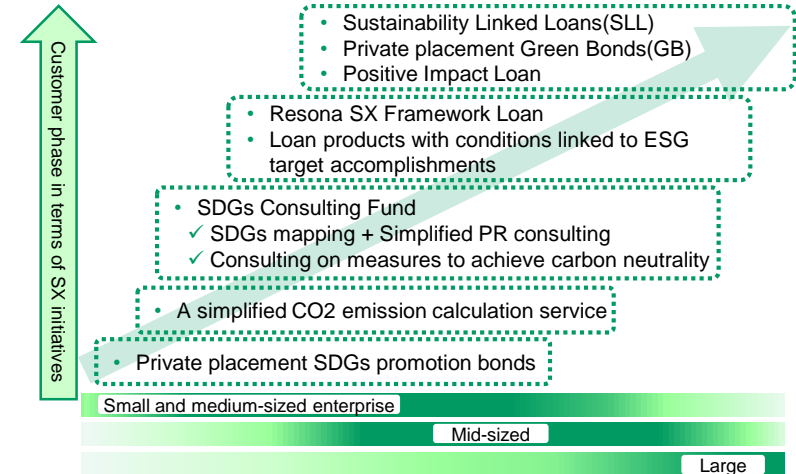 Customer phase in terms of SX initiatives
• Sustainability Linked Loans(SLL)
• Private placement Green Bonds(GB)
• Positive Impact Loan
• Resona SX Framework Loan
• Loan products with conditions linked to ESG
target accomplishments
• SDGs Consulting Fund
✓ SDGs mapping + Simplified PR consulting
✓ Consulting on measures to achieve carbon neutrality
• A simplified CO2 emission calculation service
• Private placement SDGs promotion bonds
Small and medium-sized enterprise
Mid-sized
Large